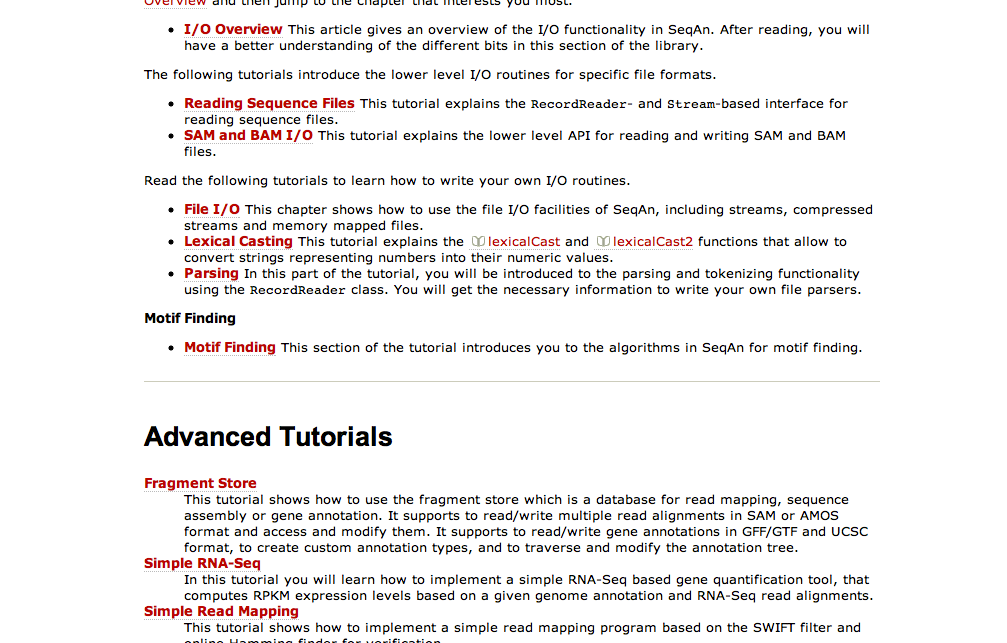 Overview and then jump to the chapter that interests you most.
I/O Overview This article gives an overview of the I/O functionality in SeqAn. After reading, you will
have a better understanding of the different bits in this section of the library.
The following tutorials introduce the lower level I/O routines for specific file formats.
Reading Sequence Files This tutorial explains the RecordReader- and Stream-based interface for
reading sequence files.
SAM and BAM I/O This tutorial explains the lower level API for reading and writing SAM and BAM
files.
Read the following tutorials to learn how to write your own I/O routines.
File I/O This chapter shows how to use the file I/O facilities of SeqAn, including streams, compressed
streams and memory mapped files.
Lexical Casting This tutorial explains the lexicalCast and lexicalCast2 functions that allow to
convert strings representing numbers into their numeric values.
Parsing In this part of the tutorial, you will be introduced to the parsing and tokenizing functionality
using the RecordReader class. You will get the necessary information to write your own file parsers.
Motif Finding
Motif Finding This section of the tutorial introduces you to the algorithms in SeqAn for motif finding.
Advanced Tutorials
Fragment Store
This tutorial shows how to use the fragment store which is a database for read mapping, sequence
assembly or gene annotation. It supports to read/write multiple read alignments in SAM or AMOS
format and access and modify them. It supports to read/write gene annotations in GFF/GTF and UCSC
format, to create custom annotation types, and to traverse and modify the annotation tree.
Simple RNA-Seq
In this tutorial you will learn how to implement a simple RNA-Seq based gene quantification tool, that
computes RPKM expression levels based on a given genome annotation and RNA-Seq read alignments.
Simple Read Mapping
This tutorial shows how to implement a simple read mapping program based on the SWIFT filter and
online Hamming finder for verification.